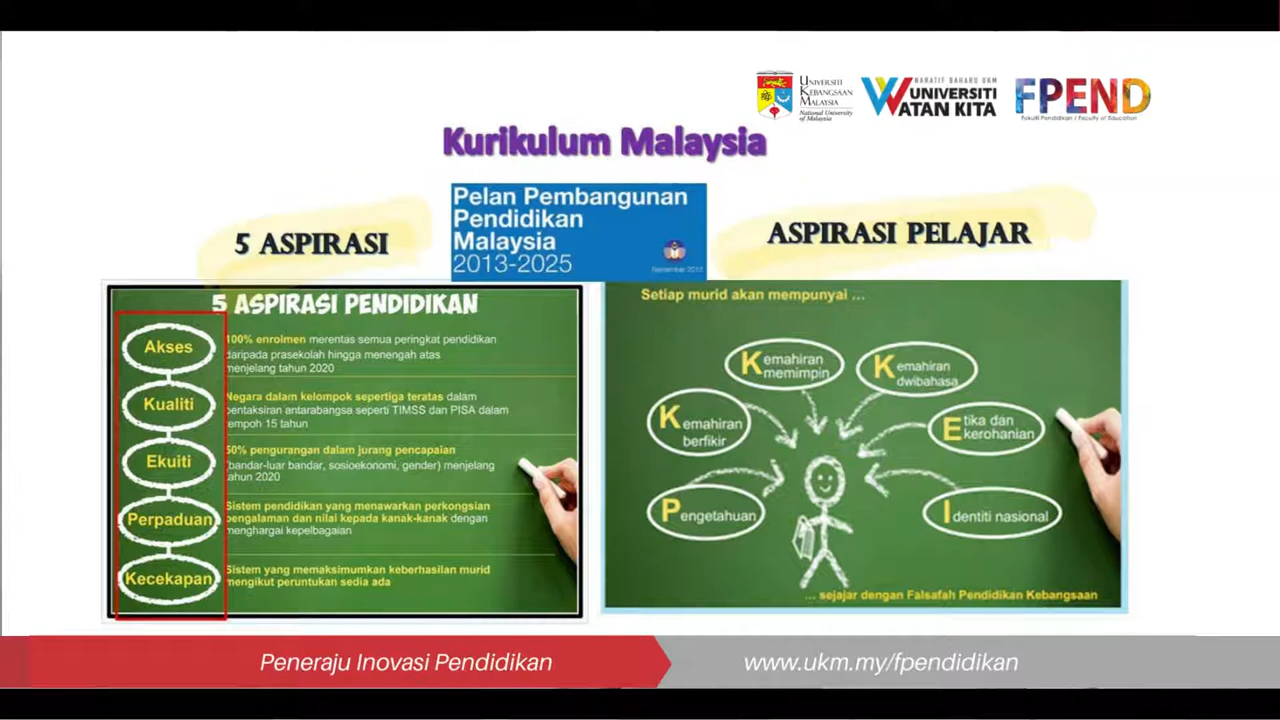 UNIVERSITI
KEBANGSAAN
MALAYSIA
National University
of Malaysia
NARATIF BAHARU UKM
UNIVERSITI
WATAN KITA
FPEND
Fakulti Pendidikan / Faculty of Education
Kurikulum Malaysia
5 ASPIRASI
Pelan Pembangunan
Pendidikan
Malaysia
2013-2025
September 2013
ASPIRASI PELAJAR
5 ASPIRASI PENDIDIKAN
Akses
100% enrolmen merentas semua peringkat pendidikan
daripada prasekolah hingga menengah atas
menjelang tahun 2020
Kualiti
Negara dalam kelompok sepertiga teratas dalam
pentaksiran antarabangsa seperti TIMSS dan PISA dalam
tempoh 15 tahun
Ekuiti
50% pengurangan dalam jurang pencapaian
(bandar-luar bandar, sosioekonomi, gender) menjelang
tahun 2020
Perpaduan
Sistem pendidikan yang menawarkan perkongsian
pengalaman dan nilai kepada kanak-kanak dengan
menghargai kepelbagaian
Kecekapan
Sistem yang memaksimumkan keberhasilan murid
mengikut peruntukan sedia ada
Setiap murid akan mempunyai ...
Kemahiran
memimpin
Kemahiran
dwibahasa
Kemahiran
berfikir
Etika dan
kerohanian
Pengetahuan
Identiti nasional
... sejajar dengan Falsafah Pendidikan Kebangsaan
Peneraju Inovasi Pendidikan
www.ukm.my/fpendidikan